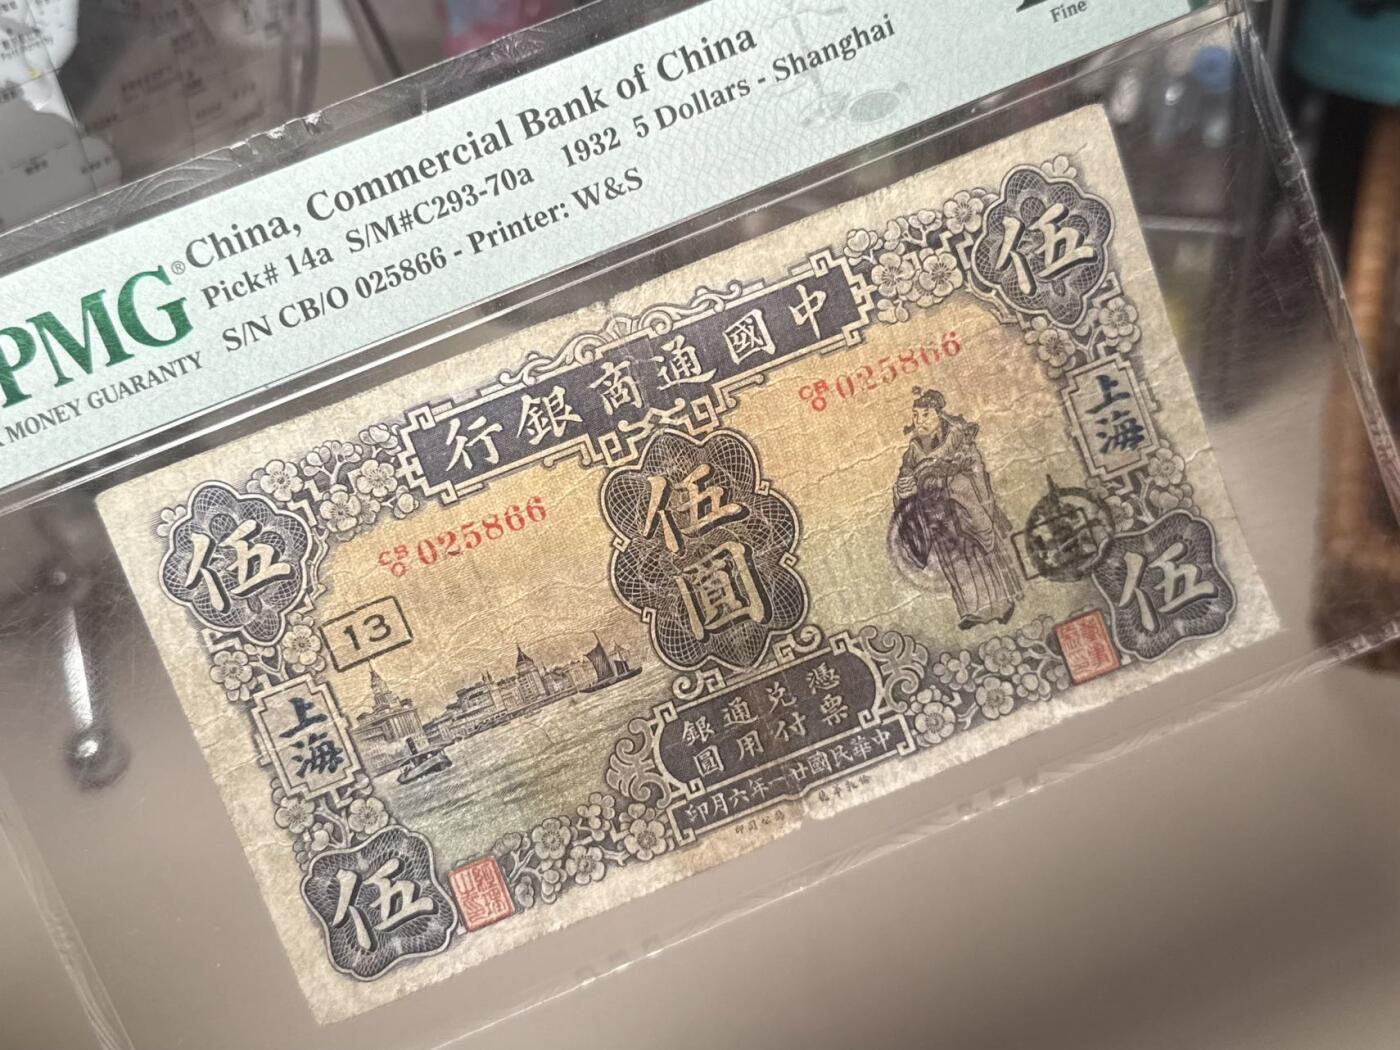 Fine
China, Commercial Bank of China
Pick# 14a S/M#C293-70a 1932 5 Dollars - Shanghai
S/N CB/O 025866 - Printer: W&S
PMG®
MONEY GUARANTY
行銀商通國中
伍
伍
CB/O 025866
CB/O 025866
上海
上海
伍圓
13
憑票
兌付
通用
銀圓
印月六年一廿國民華中
伍
伍